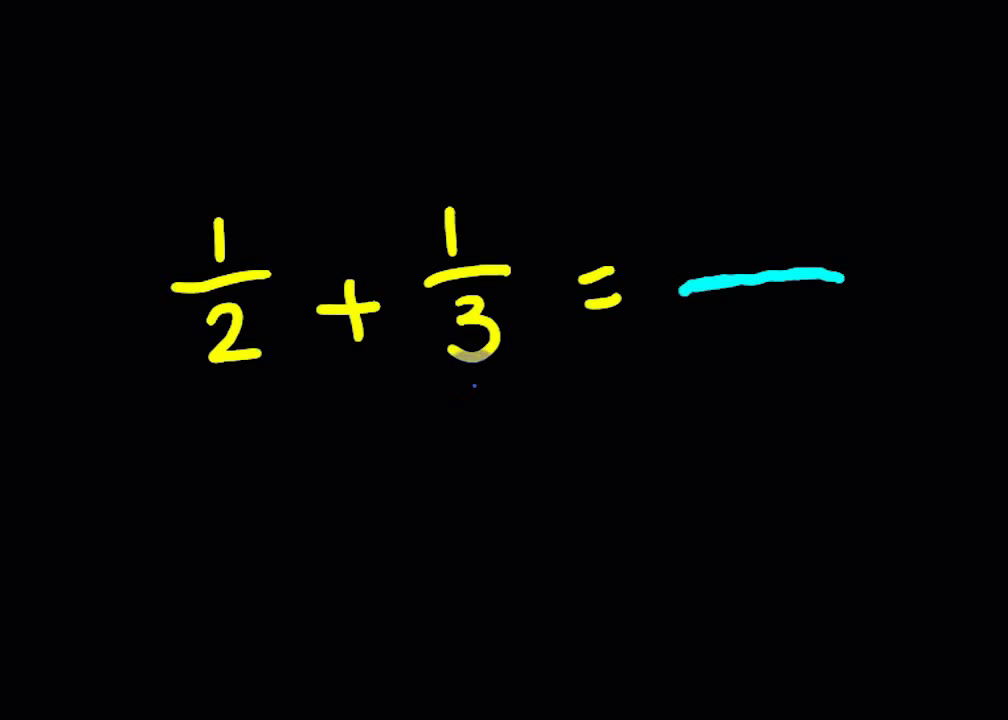 1/2 + 1/3 =